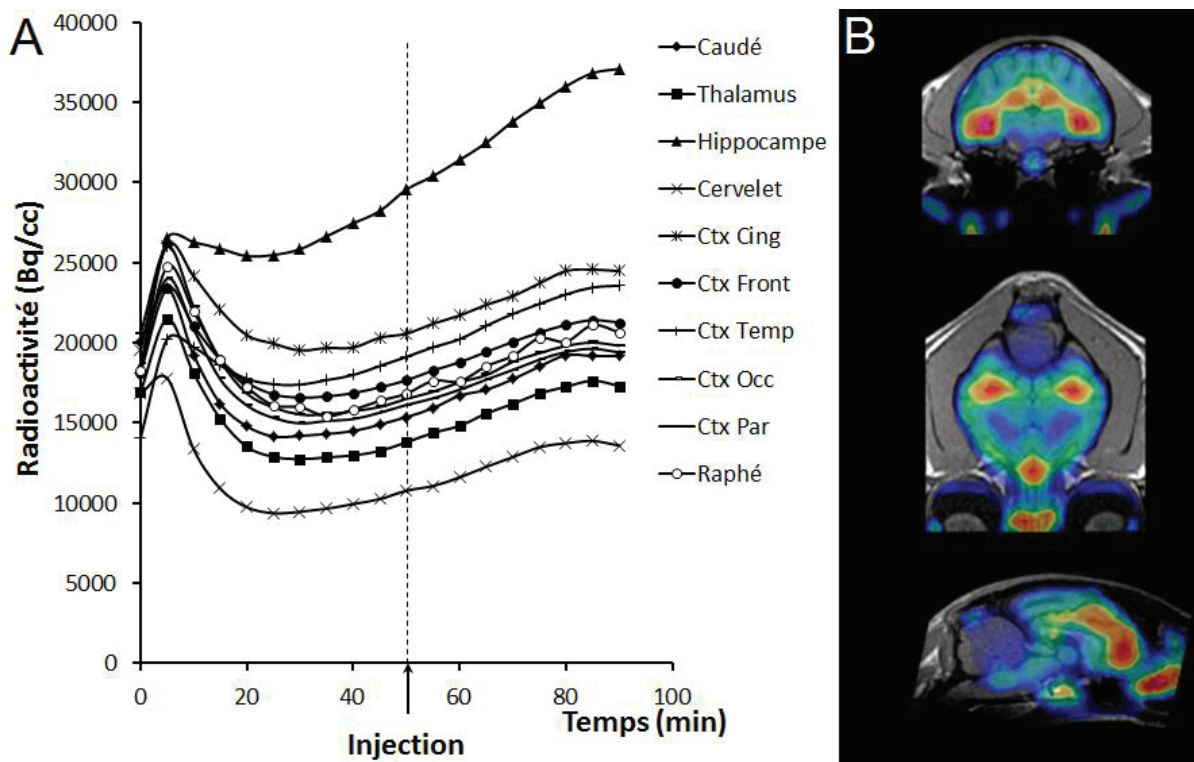 A
B
Radioactivité (Bq/cc)
40000
35000
30000
25000
20000
15000
10000
5000
0
0
20
40
60
80
100
Injection
Temps (min)
Caudé
Thalamus
Hippocampe
Cervelet
Ctx Cing
Ctx Front
Ctx Temp
Ctx Occ
Ctx Par
Raphé